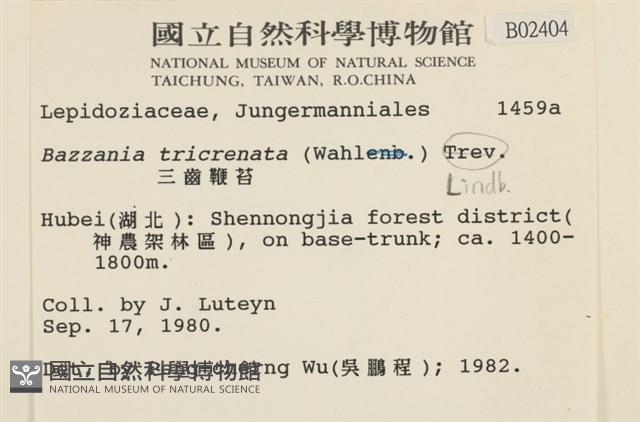 國立自然科學博物館
B02404
NATIONAL MUSEUM OF NATURAL SCIENCE
TAICHUNG, TAIWAN, R.O.CHINA
Lepidoziaceae, Jungermanniales 1459a
Bazzania tricrenata (Wahlenb.) Trev.
三齒鞭苔
Lindb.
Hubei(湖北): Shennongjia forest district(
神農架林區), on base-trunk; ca. 1400-
1800m.
Coll. by J. Luteyn
Sep. 17, 1980.
Det. by Wu(吳鵬程); 1982.
國立自然科學博物館
NATIONAL MUSEUM OF NATURAL SCIENCE